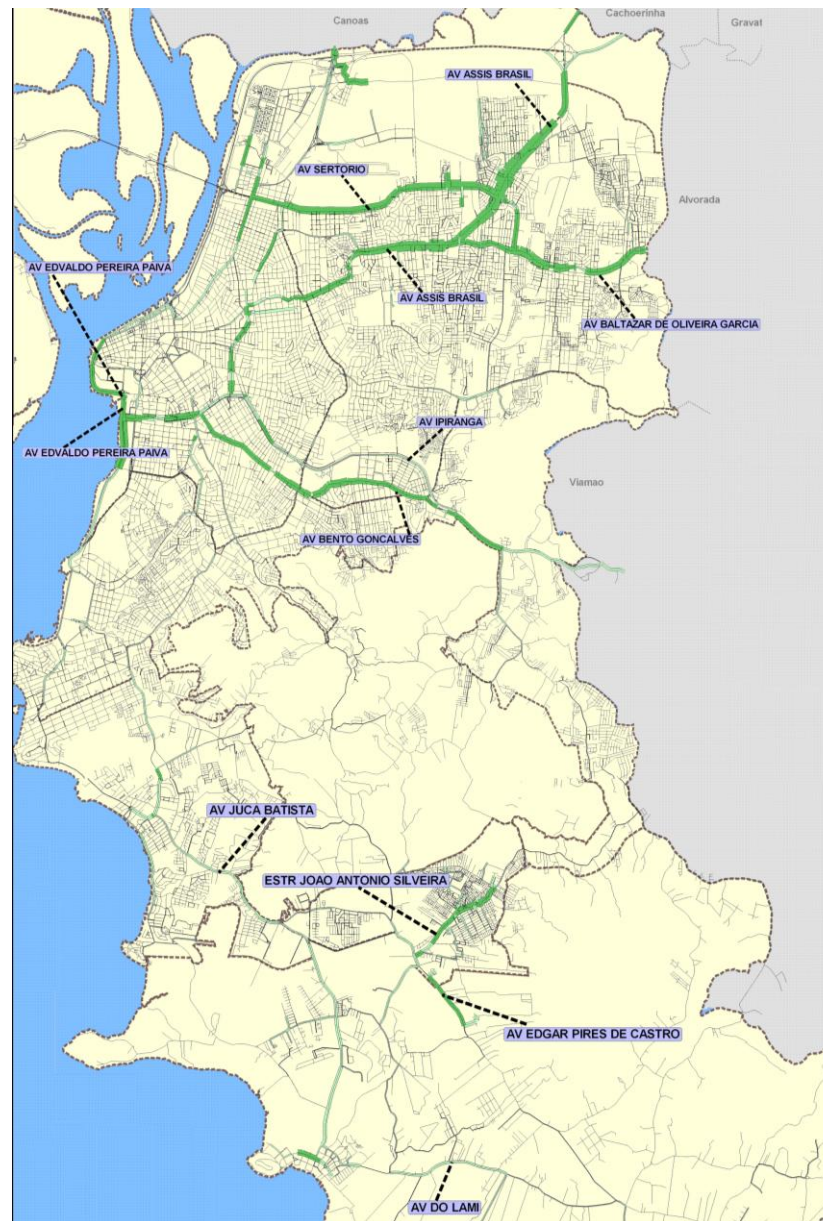 Canoas
Cachoeirinha
Gravat
AV ASSIS BRASIL
AV SERTORIO
Alvorada
AV EDVALDO PEREIRA PAIVA
AV ASSIS BRASIL
AV BALTAZAR DE OLIVEIRA GARCIA
AV IPIRANGA
AV EDVALDO PEREIRA PAIVA
Viamao
AV BENTO GONCALVES
AV JUCA BATISTA
ESTR JOAO ANTONIO SILVEIRA
AV EDGAR PIRES DE CASTRO
AV DO LAMI